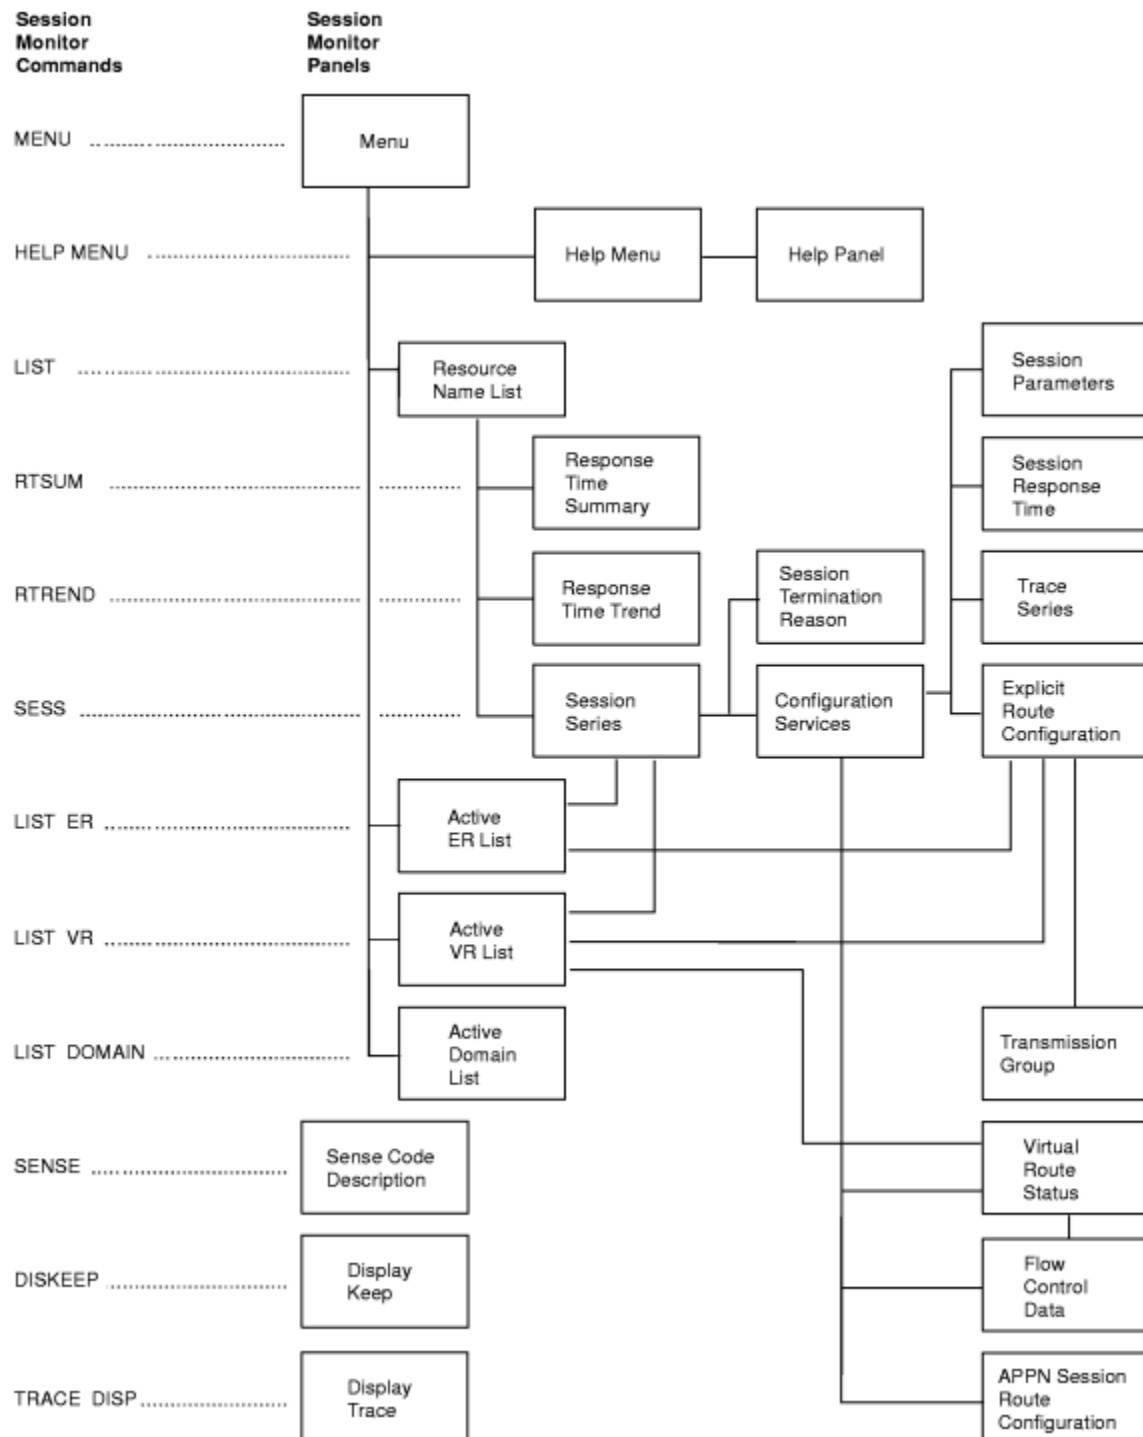 Session
Monitor
Commands
Session
Monitor
Panels
MENU
Menu
HELP MENU
Help Menu
Help Panel
LIST
Resource
Name List
Session
Parameters
RTSUM
Response
Time
Summary
Session
Response
Time
RTREND
Response
Time Trend
Session
Termination
Reason
Trace
Series
SESS
Session
Series
Configuration
Services
Explicit
Route
Configuration
LIST ER
Active
ER List
LIST VR
Active
VR List
LIST DOMAIN
Active
Domain
List
Transmission
Group
SENSE
Sense Code
Description
Virtual
Route
Status
DISKEEP
Display
Keep
Flow
Control
Data
TRACE DISP
Display
Trace
APPN Session
Route
Configuration